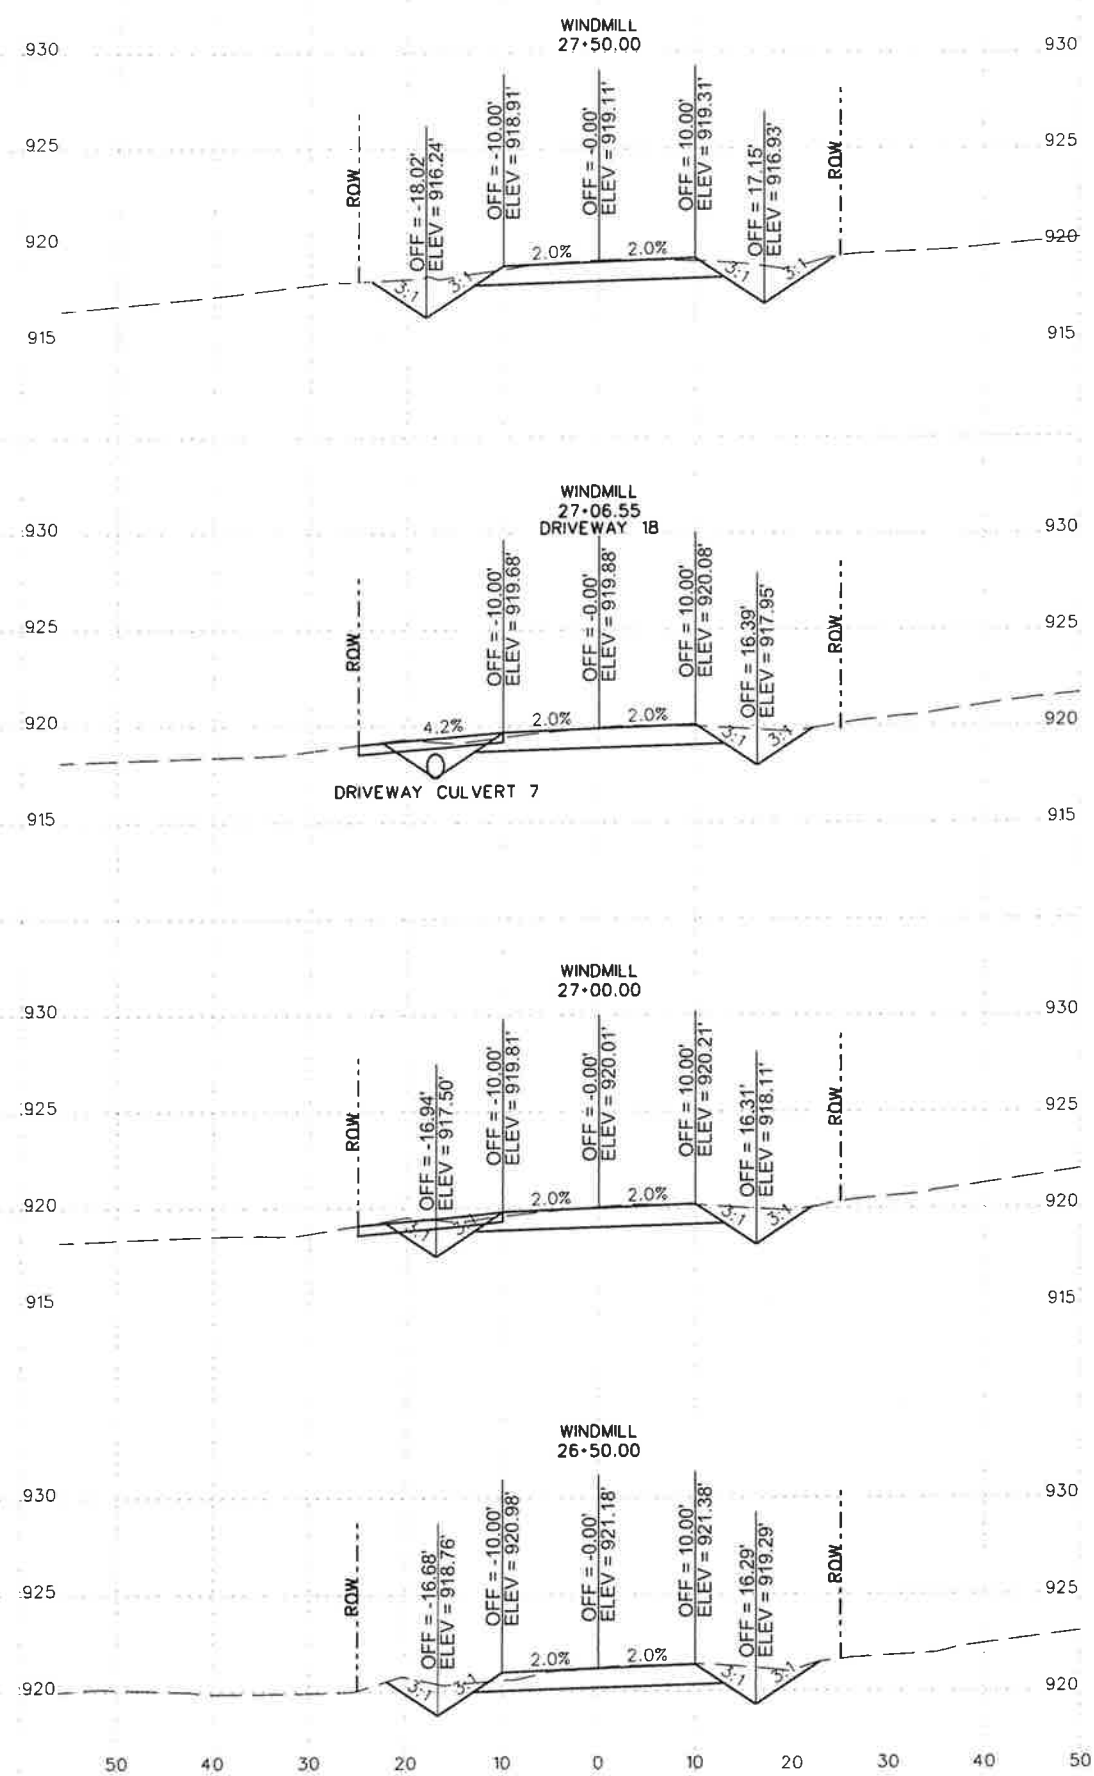 WINDMILL
27+50.00
930
930
OFF = -18.02'
ELEV = 916.24'
OFF = -10.00'
ELEV = 918.91'
OFF = -0.00'
ELEV = 919.11'
OFF = 10.00'
ELEV = 919.31'
OFF = 17.15'
ELEV = 916.93'
925
925
ROW
ROW
920
920
2.0%
2.0%
3:1
3:1
3:1
3:1
915
915
WINDMILL
27+06.55
DRIVEWAY 1B
930
930
OFF = -10.00'
ELEV = 919.68'
OFF = -0.00'
ELEV = 919.88'
OFF = 10.00'
ELEV = 920.08'
OFF = 16.39'
ELEV = 917.95'
925
925
ROW
ROW
920
920
4.2%
2.0%
2.0%
3:1
3:1
DRIVEWAY CULVERT 7
915
915
WINDMILL
27+00.00
930
930
OFF = -16.94'
ELEV = 917.50'
OFF = -10.00'
ELEV = 919.81'
OFF = -0.00'
ELEV = 920.01'
OFF = 10.00'
ELEV = 920.21'
OFF = 16.31'
ELEV = 918.11'
925
925
ROW
ROW
920
920
2.0%
2.0%
3:1
3:1
3:1
3:1
915
915
WINDMILL
26+50.00
930
930
OFF = -16.68'
ELEV = 918.76'
OFF = -10.00'
ELEV = 920.98'
OFF = -0.00'
ELEV = 921.18'
OFF = 10.00'
ELEV = 921.38'
OFF = 16.29'
ELEV = 919.29'
925
925
ROW
ROW
920
920
2.0%
2.0%
3:1
3:1
3:1
3:1
50 40 30 20 10 0 10 20 30 40 50